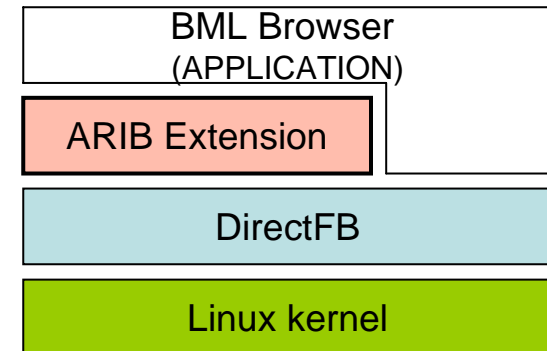 BML Browser
(APPLICATION)
ARIB Extension
DirectFB
Linux kernel